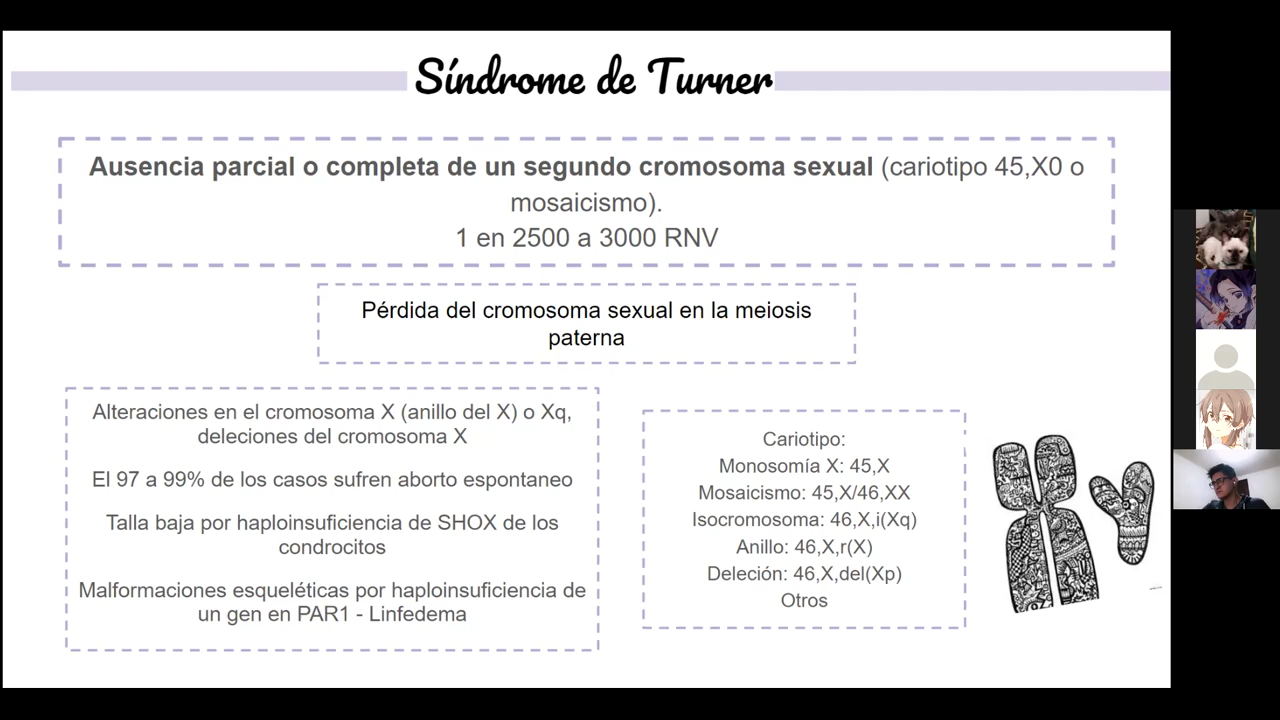 Síndrome de Turner
Ausencia parcial o completa de un segundo cromosoma sexual (cariotipo 45,X0 o
mosaicismo).
1 en 2500 a 3000 RNV
Pérdida del cromosoma sexual en la meiosis
paterna
Alteraciones en el cromosoma X (anillo del X) o Xq,
deleciones del cromosoma X
El 97 a 99% de los casos sufren aborto espontaneo
Talla baja por haploinsuficiencia de SHOX de los
condrocitos
Malformaciones esqueléticas por haploinsuficiencia de
un gen en PAR1 - Linfedema
Cariotipo:
Monosomía X: 45,X
Mosaicismo: 45,X/46,XX
Isocromosoma: 46,X,i(Xq)
Anillo: 46,X,r(X)
Deleción: 46,X,del(Xp)
Otros